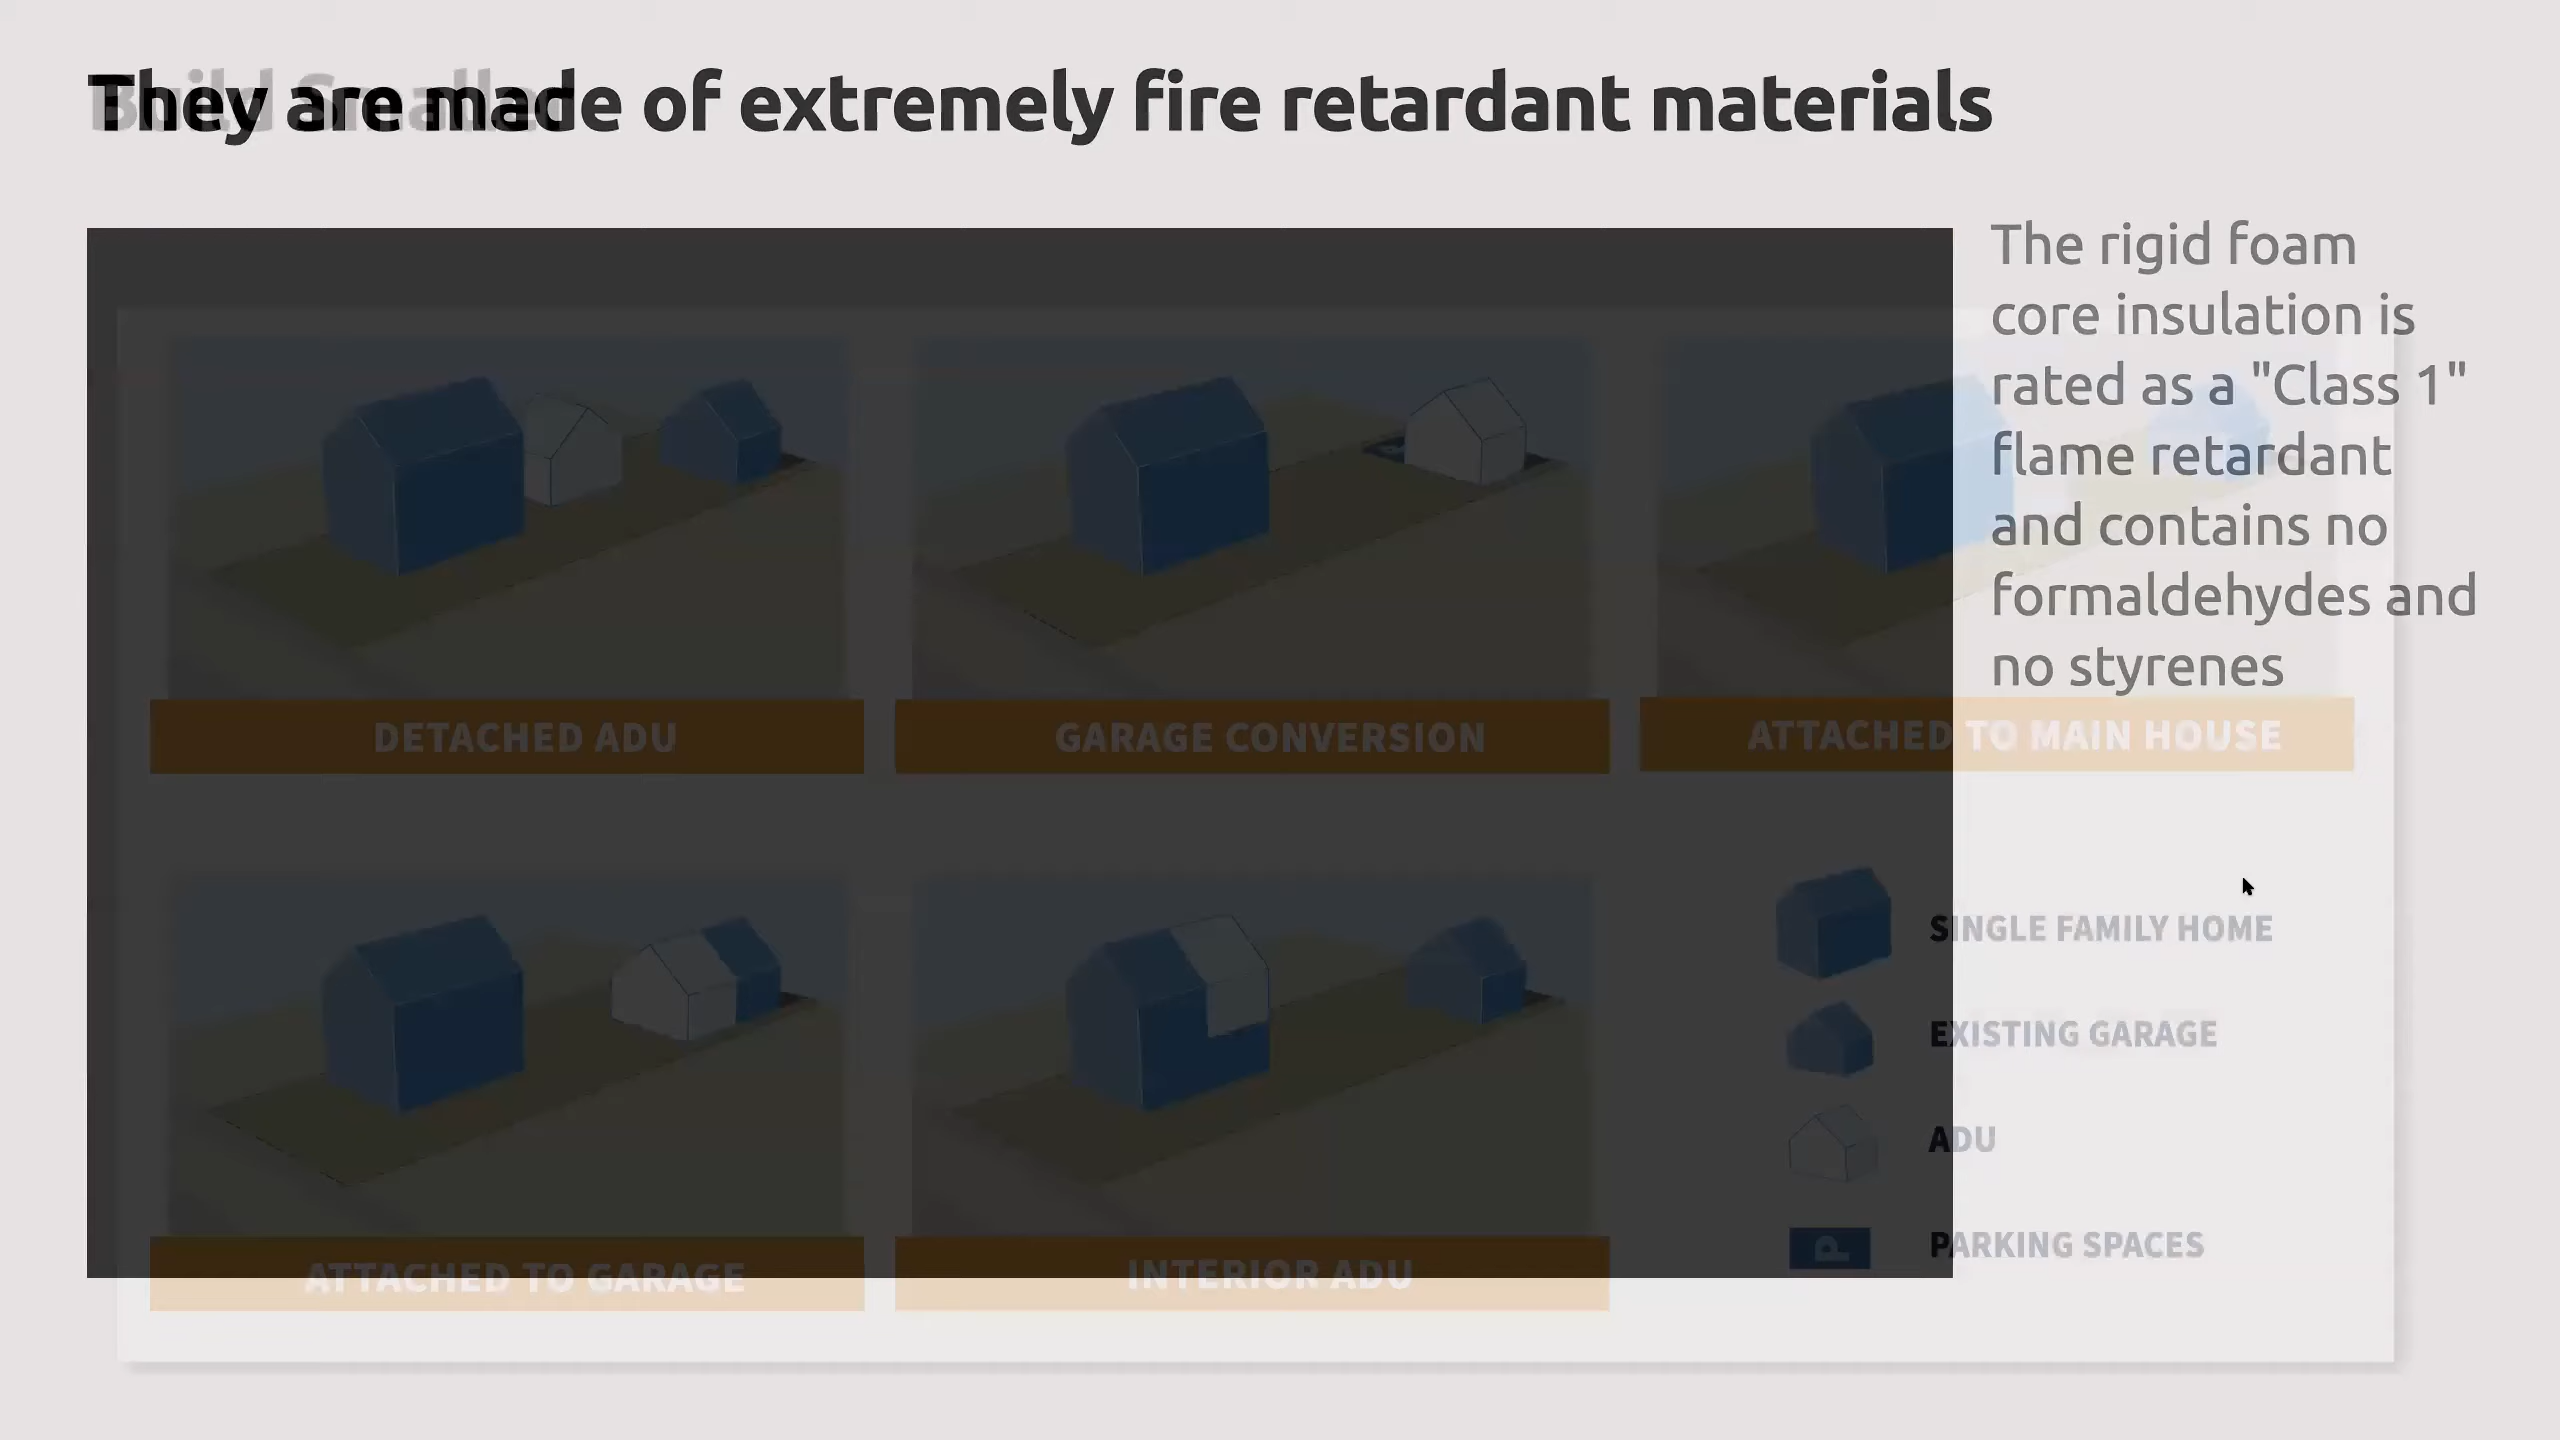 They are made of extremely fire retardant materials
Build Smaller
The rigid foam
core insulation is
rated as a "Class 1"
flame retardant
and contains no
formaldehydes and
no styrenes
DETACHED ADU
GARAGE CONVERSION
ATTACHED TO MAIN HOUSE
ATTACHED TO GARAGE
INTERIOR ADU
SINGLE FAMILY HOME
EXISTING GARAGE
ADU
P
PARKING SPACES